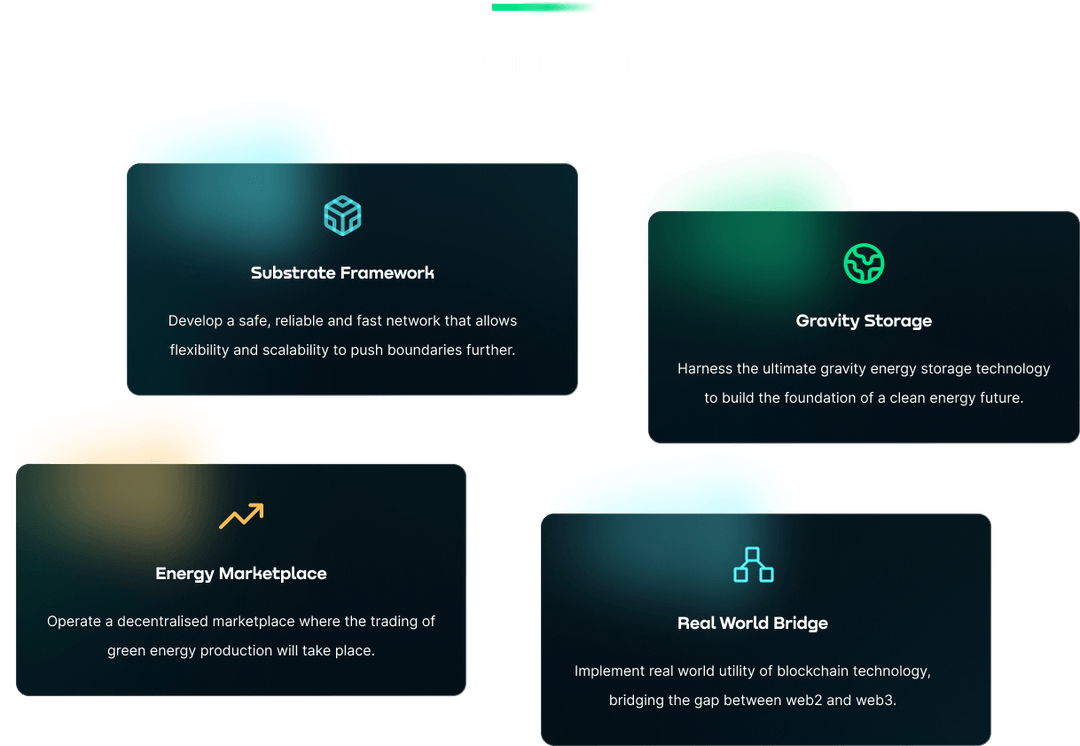 Substrate Framework
Develop a safe, reliable and fast network that allows
flexibility and scalability to push boundaries further.
Gravity Storage
Harness the ultimate gravity energy storage technology
to build the foundation of a clean energy future.
Energy Marketplace
Operate a decentralised marketplace where the trading of
green energy production will take place.
Real World Bridge
Implement real world utility of blockchain technology,
bridging the gap between web2 and web3.